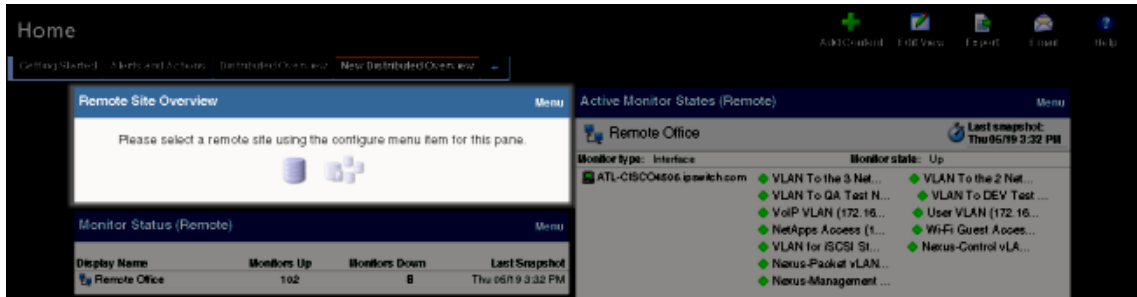 Home
Add Content Edit View Export Email Help
Getting Started Alerts and Actions Distributed Overview New Distributed Overview
Remote Site Overview Menu
Please select a remote site using the configure menu item for this pane.
Monitor Status (Remote) Menu
Display Name Monitors Up Monitors Down Last Snapshot
Remote Office 102 8 Thu 05/19 3:32 PM
Active Monitor States (Remote) Menu
Remote Office Last snapshot:
Thu 05/19 3:32 PM
Monitor type: Interface Monitor state: Up
ATL-CISCO4506.ipswitch.com VLAN To the 3 Net... VLAN To the 2 Net...
VLAN To QA Test N... VLAN To DEV Test ...
VoIP VLAN (172.16... User VLAN (172.16...
NetApps Access (1... Wi-Fi Guest Acces...
VLAN for iSCSI St... Nexus-Control vLA...
Nexus-Packet vLAN...
Nexus-Management ...